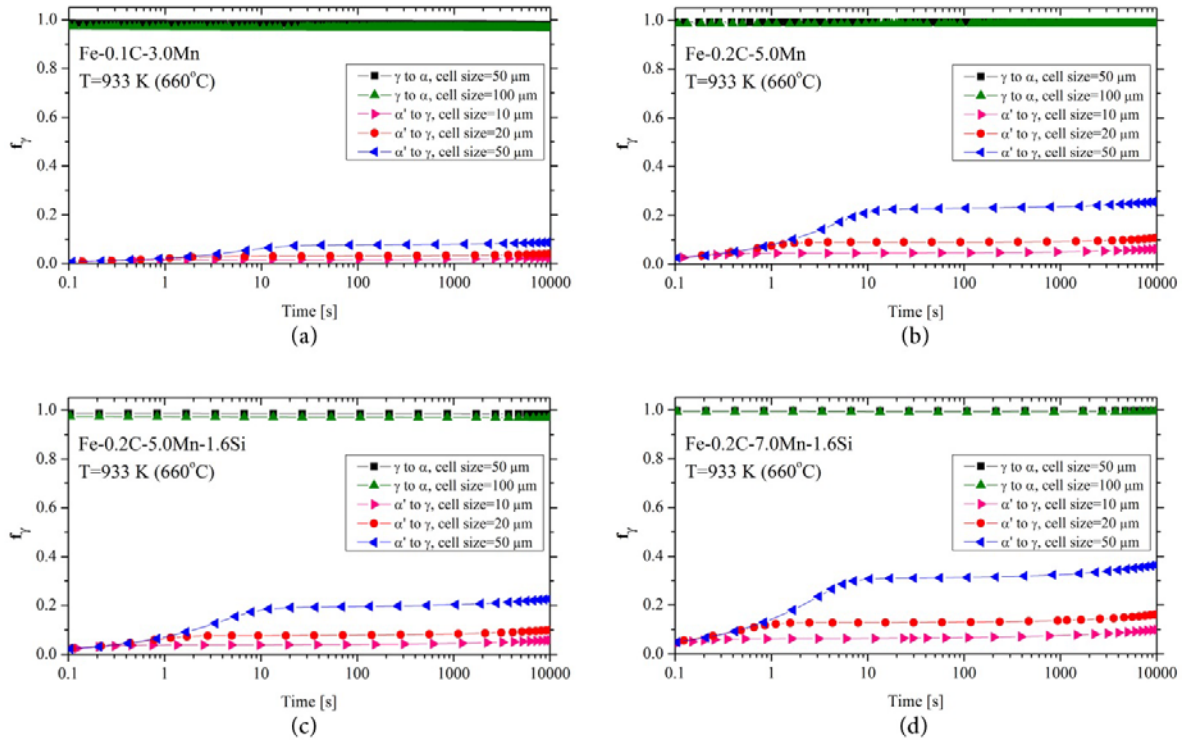 1.0
0.8
0.6
0.4
0.2
0.0
fγ
Fe-0.1C-3.0Mn
T=933 K (660°C)
γ to α, cell size=50 μm
γ to α, cell size=100 μm
α' to γ, cell size=10 μm
α' to γ, cell size=20 μm
α' to γ, cell size=50 μm
0.1 1 10 100 1000 10000
Time [s]
(a)
1.0
0.8
0.6
0.4
0.2
0.0
fγ
Fe-0.2C-5.0Mn
T=933 K (660°C)
γ to α, cell size=50 μm
γ to α, cell size=100 μm
α' to γ, cell size=10 μm
α' to γ, cell size=20 μm
α' to γ, cell size=50 μm
0.1 1 10 100 1000 10000
Time [s]
(b)
1.0
0.8
0.6
0.4
0.2
0.0
fγ
Fe-0.2C-5.0Mn-1.6Si
T=933 K (660°C)
γ to α, cell size=50 μm
γ to α, cell size=100 μm
α' to γ, cell size=10 μm
α' to γ, cell size=20 μm
α' to γ, cell size=50 μm
0.1 1 10 100 1000 10000
Time [s]
(c)
1.0
0.8
0.6
0.4
0.2
0.0
fγ
Fe-0.2C-7.0Mn-1.6Si
T=933 K (660°C)
γ to α, cell size=50 μm
γ to α, cell size=100 μm
α' to γ, cell size=10 μm
α' to γ, cell size=20 μm
α' to γ, cell size=50 μm
0.1 1 10 100 1000 10000
Time [s]
(d)